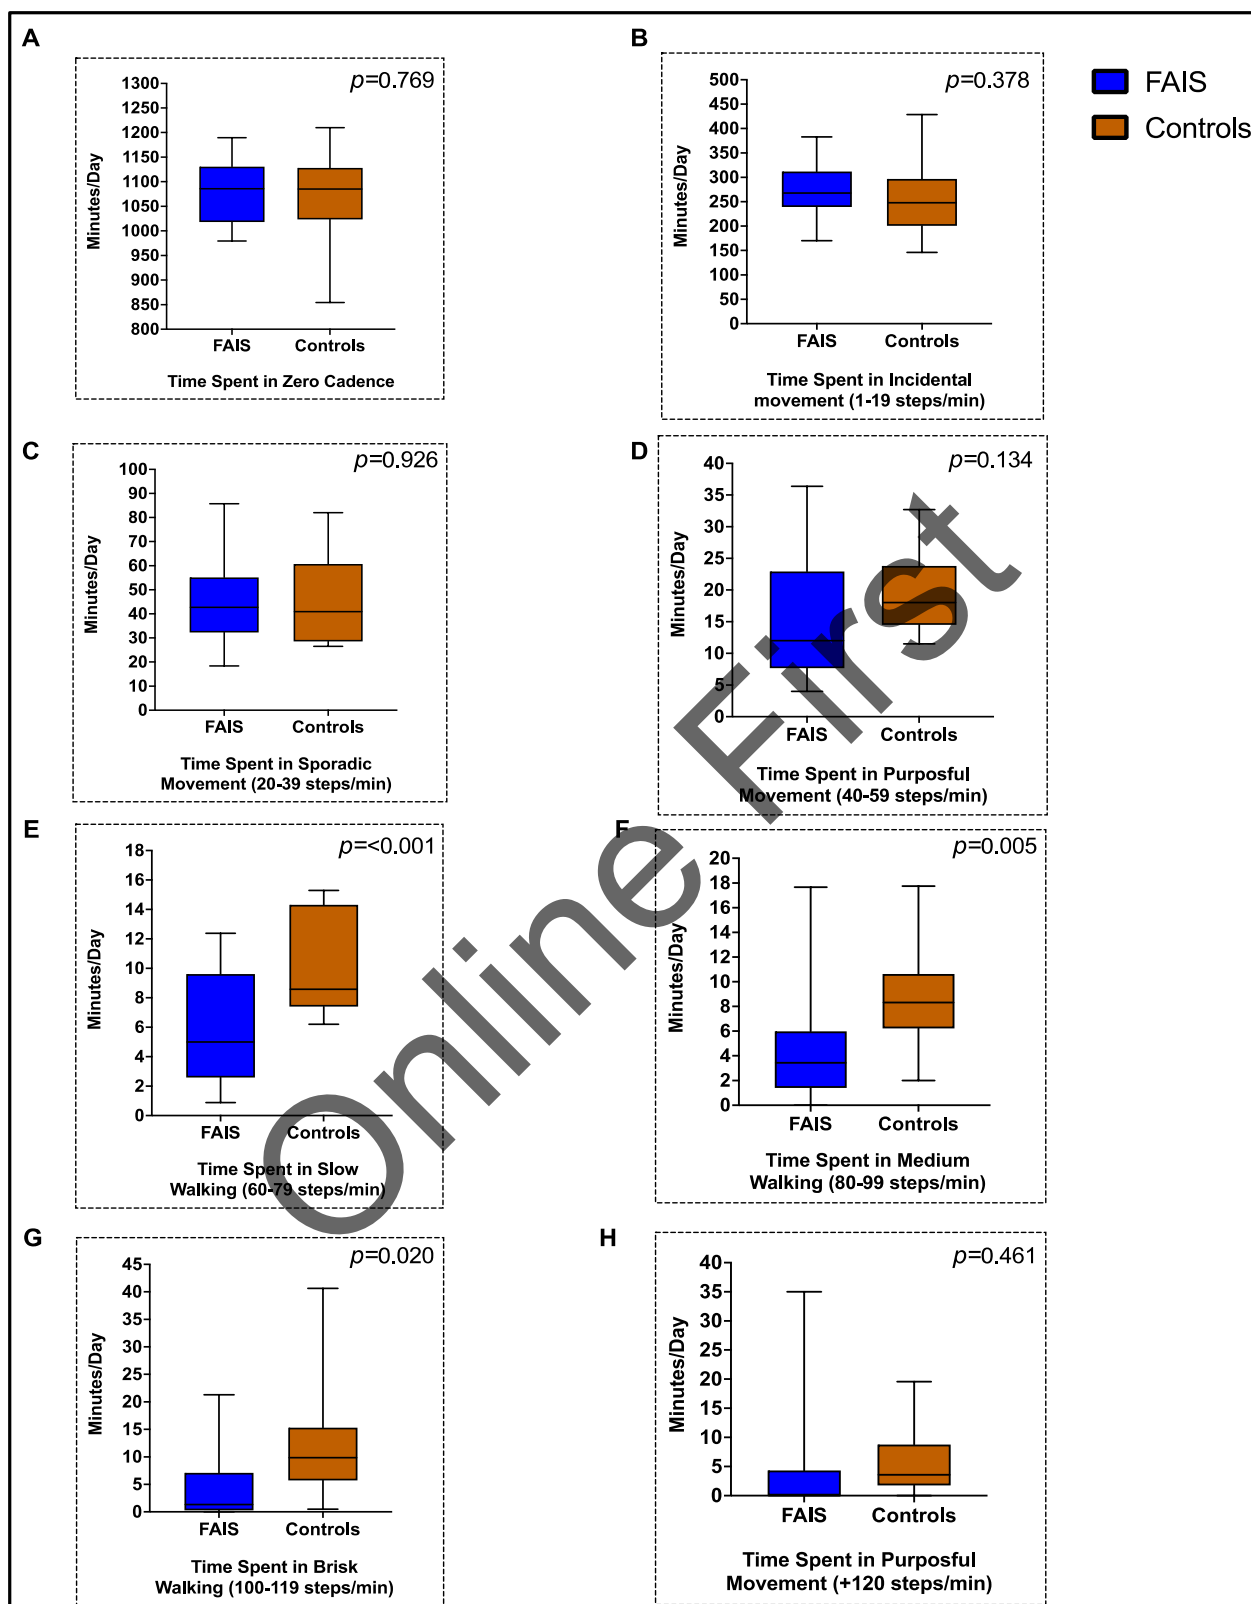 A
p=0.769
1300
1250
1200
1150
1100
1050
1000
950
900
850
800
Minutes/Day
FAIS Controls
Time Spent in Zero Cadence
B
p=0.378
500
450
400
350
300
250
200
150
100
50
0
Minutes/Day
FAIS Controls
Time Spent in Incidental
movement (1-19 steps/min)
FAIS
Controls
C
p=0.926
100
90
80
70
60
50
40
30
20
10
0
Minutes/Day
FAIS Controls
Time Spent in Sporadic
Movement (20-39 steps/min)
D
p=0.134
40
35
30
25
20
15
10
5
0
Minutes/Day
FAIS Controls
Time Spent in Purposful
Movement (40-59 steps/min)
E
p=<0.001
18
16
14
12
10
8
6
4
2
0
Minutes/Day
FAIS Controls
Time Spent in Slow
Walking (60-79 steps/min)
F
p=0.005
20
18
16
14
12
10
8
6
4
2
0
Minutes/Day
FAIS Controls
Time Spent in Medium
Walking (80-99 steps/min)
G
p=0.020
45
40
35
30
25
20
15
10
5
0
Minutes/Day
FAIS Controls
Time Spent in Brisk
Walking (100-119 steps/min)
H
p=0.461
40
35
30
25
20
15
10
5
0
Minutes/Day
FAIS Controls
Time Spent in Purposful
Movement (+120 steps/min)
Online First